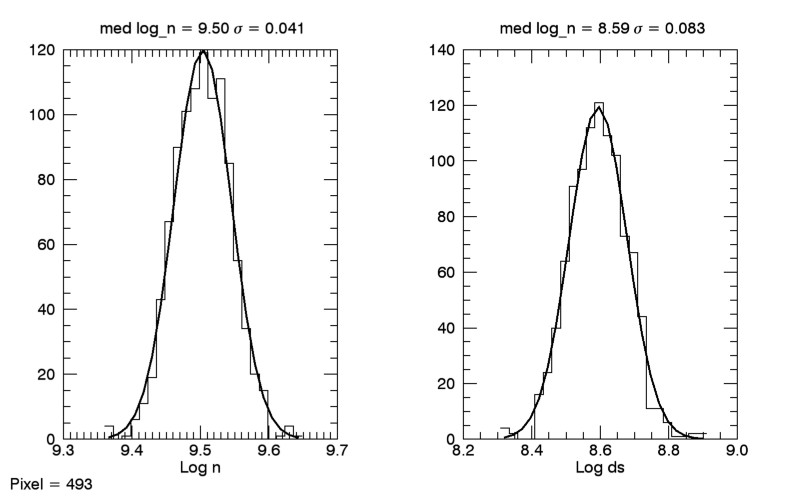 med log_n = 9.50 σ = 0.041
120
100
80
60
40
20
0
9.3 9.4 9.5 9.6 9.7
Log n
med log_n = 8.59 σ = 0.083
140
120
100
80
60
40
20
0
8.2 8.4 8.6 8.8 9.0
Log ds
Pixel = 493